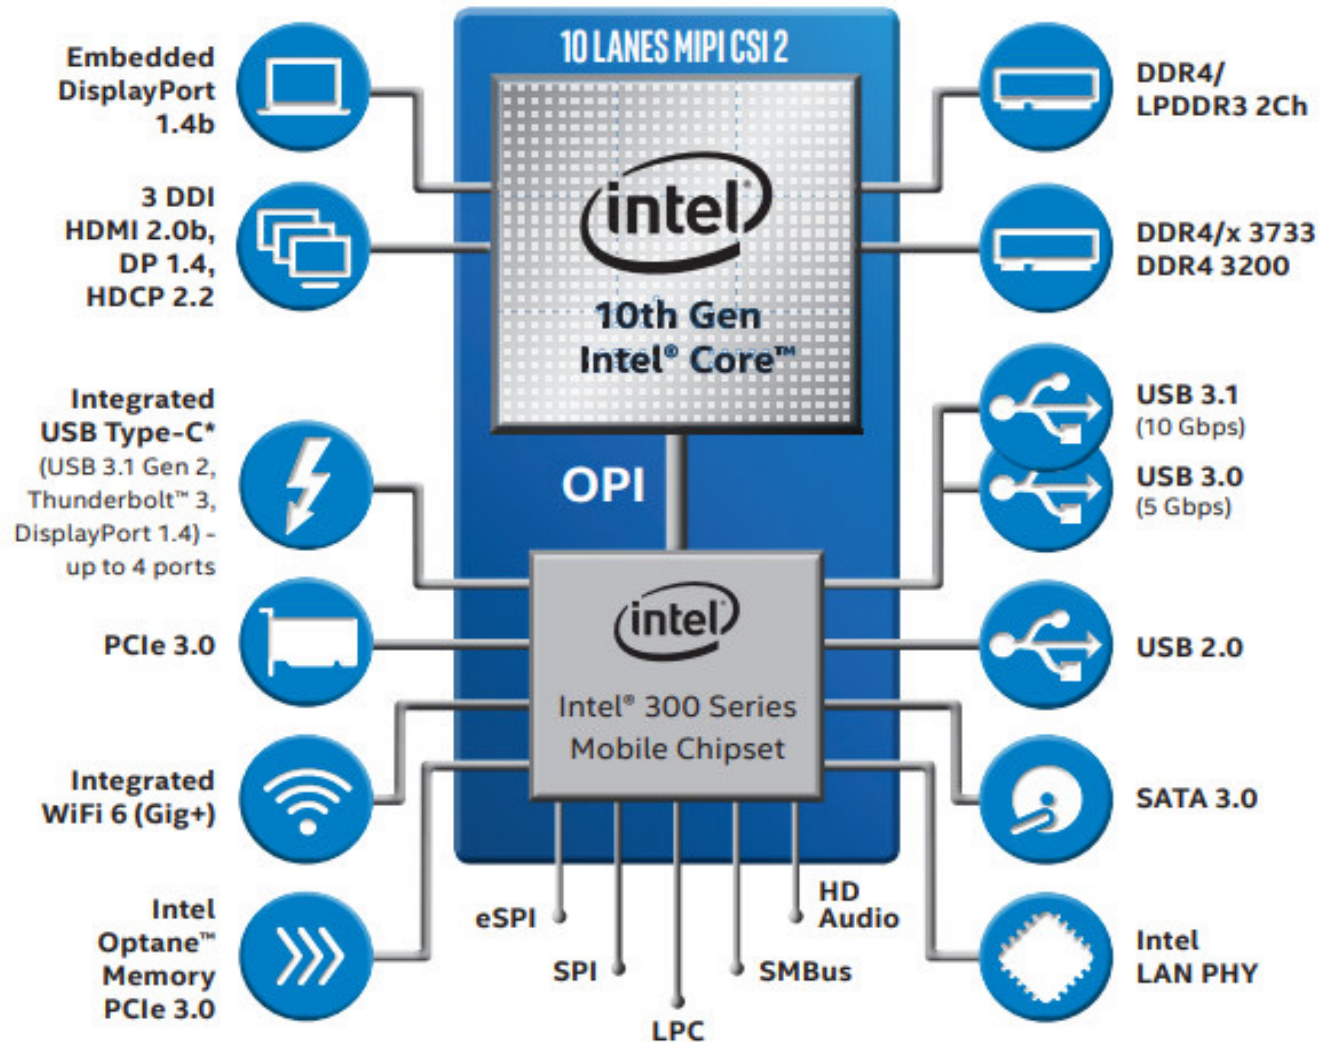 10 LANES MIPI CSI 2
Embedded
DisplayPort
1.4b
3 DDI
HDMI 2.0b,
DP 1.4,
HDCP 2.2
Integrated
USB Type-C*
(USB 3.1 Gen 2,
Thunderbolt™ 3,
DisplayPort 1.4) -
up to 4 ports
PCIe 3.0
Integrated
WiFi 6 (Gig+)
Intel
Optane™
Memory
PCIe 3.0
intel®
10th Gen
Intel® Core™
OPI
intel
Intel® 300 Series
Mobile Chipset
eSPI
SPI
LPC
SMBus
HD
Audio
DDR4/
LPDDR3 2Ch
DDR4/x 3733
DDR4 3200
USB 3.1
(10 Gbps)
USB 3.0
(5 Gbps)
USB 2.0
SATA 3.0
Intel
LAN PHY